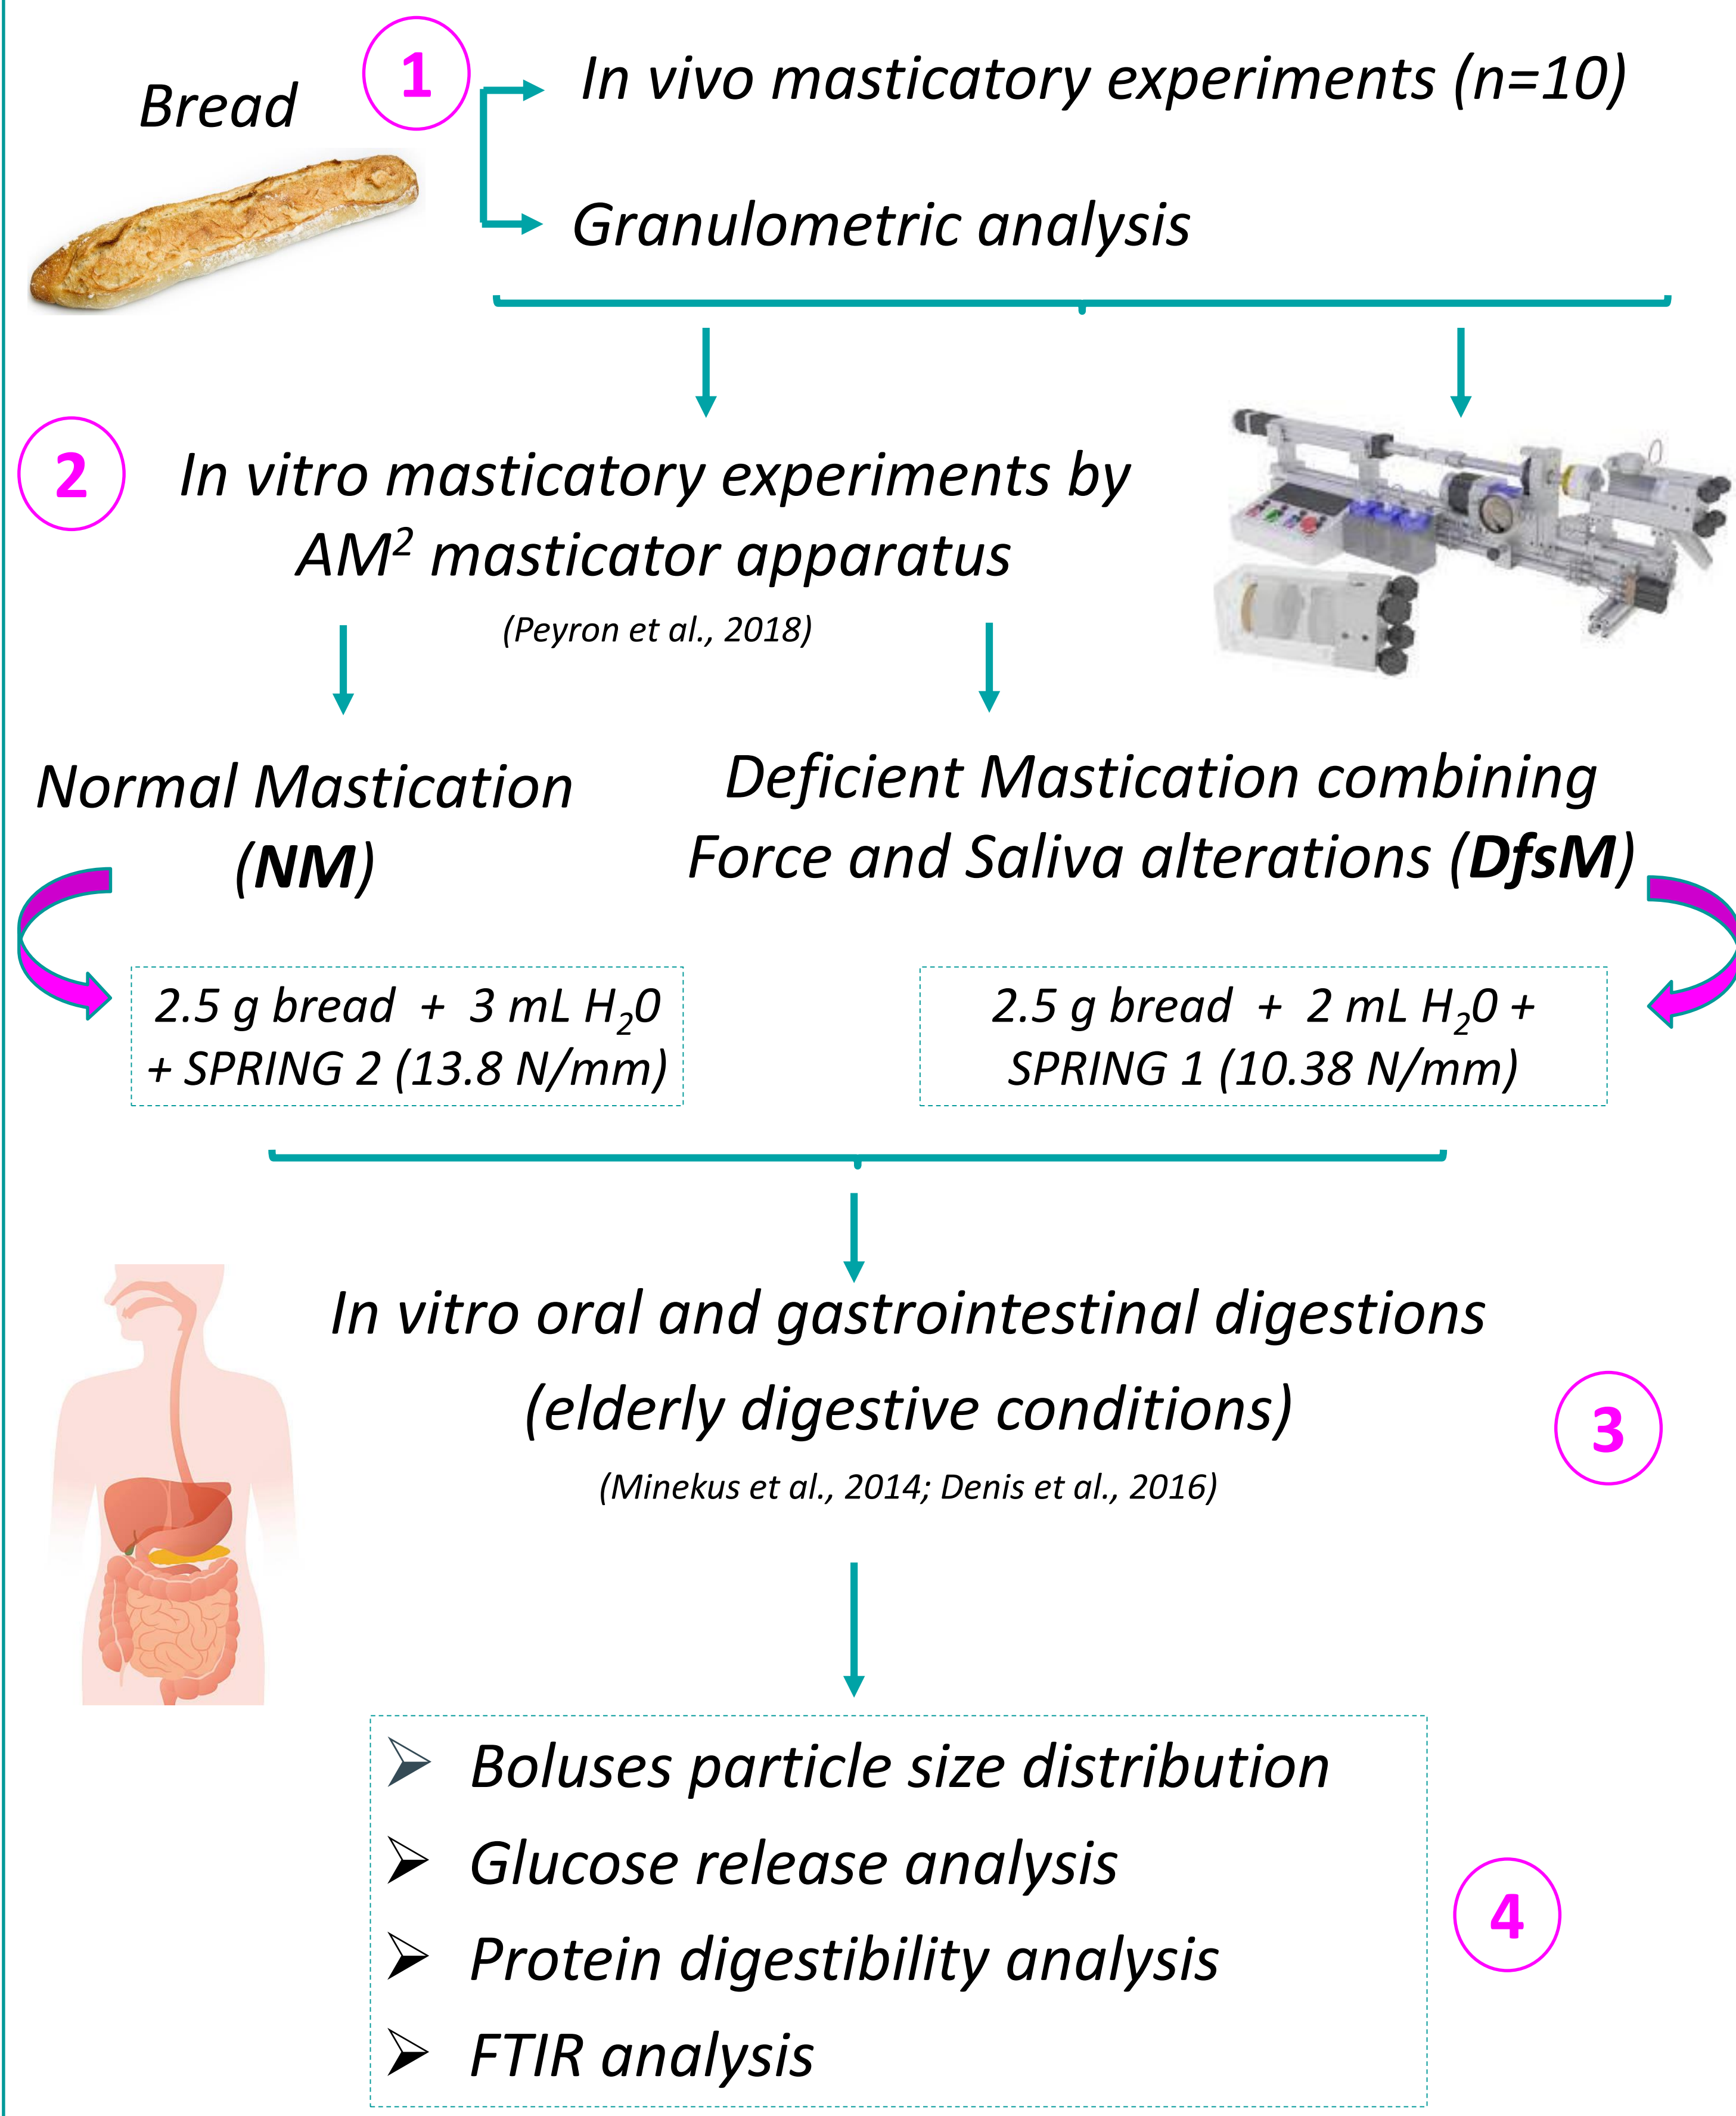 1
Bread
In vivo masticatory experiments (n=10)
Granulometric analysis
2
In vitro masticatory experiments by
AM² masticator apparatus
(Peyron et al., 2018)
Normal Mastication
(NM)
Deficient Mastication combining
Force and Saliva alterations (DfsM)
2.5 g bread + 3 mL H₂0
+ SPRING 2 (13.8 N/mm)
2.5 g bread + 2 mL H₂0 +
SPRING 1 (10.38 N/mm)
In vitro oral and gastrointestinal digestions
(elderly digestive conditions)
(Minekus et al., 2014; Denis et al., 2016)
3
➢ Boluses particle size distribution
➢ Glucose release analysis
➢ Protein digestibility analysis
➢ FTIR analysis
4